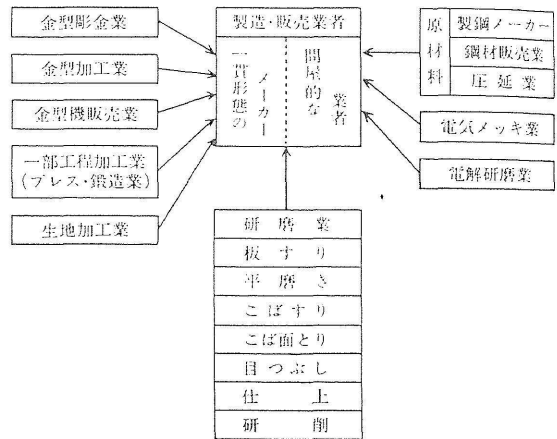 金型彫金業
金型加工業
金型機販売業
一部工程加工業
(プレス・鍛造業)
生地加工業
製造・販売業者
一貫形態の
メーカー
問屋的な
業者
原材料
製鋼メーカー
鋼材販売業
圧延業
電気メッキ業
電解研磨業
研磨業
板すり
平磨き
こばすり
こば面とり
目つぶし
仕上
研削